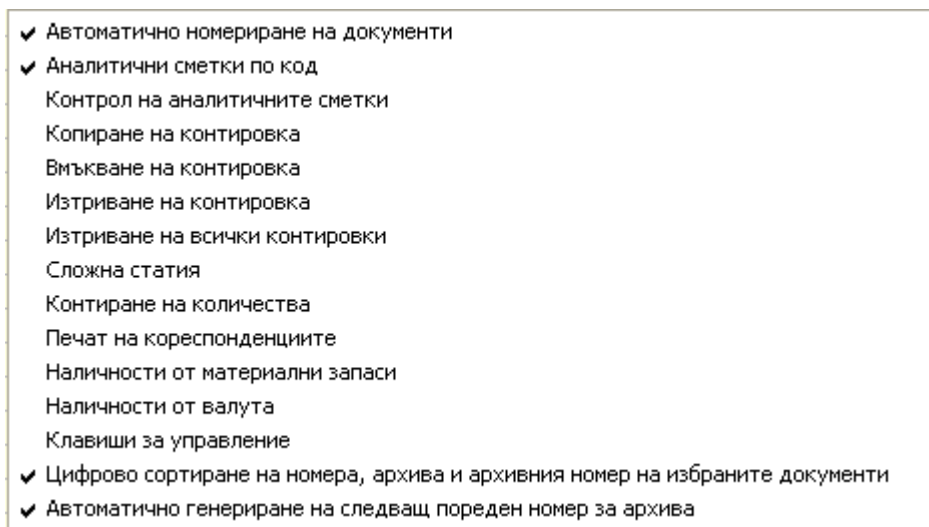 Автоматично номериране на документи
Аналитични сметки по код
Контрол на аналитичните сметки
Копиране на контировка
Вмъкване на контировка
Изтриване на контировка
Изтриване на всички контировки
Сложна статия
Контиране на количества
Печат на кореспонденциите
Наличности от материални запаси
Наличности от валута
Клавиши за управление
Цифрово сортиране на номера, архива и архивния номер на избраните документи
Автоматично генериране на следващ пореден номер за архива